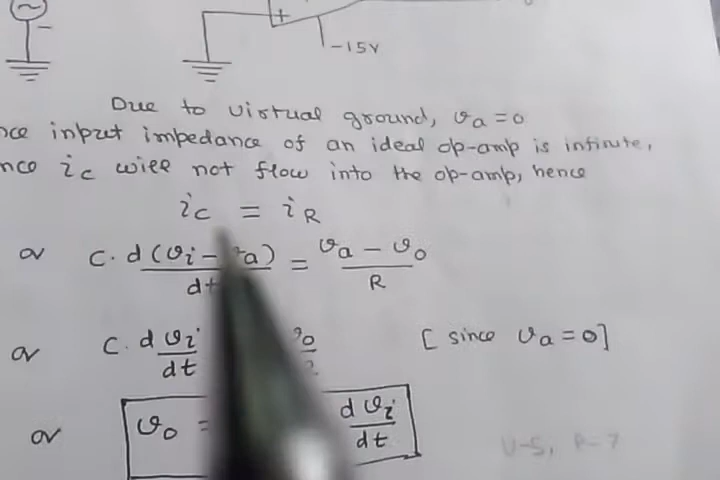 +
-15V
Due to virtual ground, va = 0
nce input impedance of an ideal op-amp is infinite,
nce ic will not flow into the op-amp, hence
ic = iR
or C. d(vi - va)/dt = va - vo/R
or C. dvi/dt [since va = 0]
or vo = dvi/dt
U-5, P-7